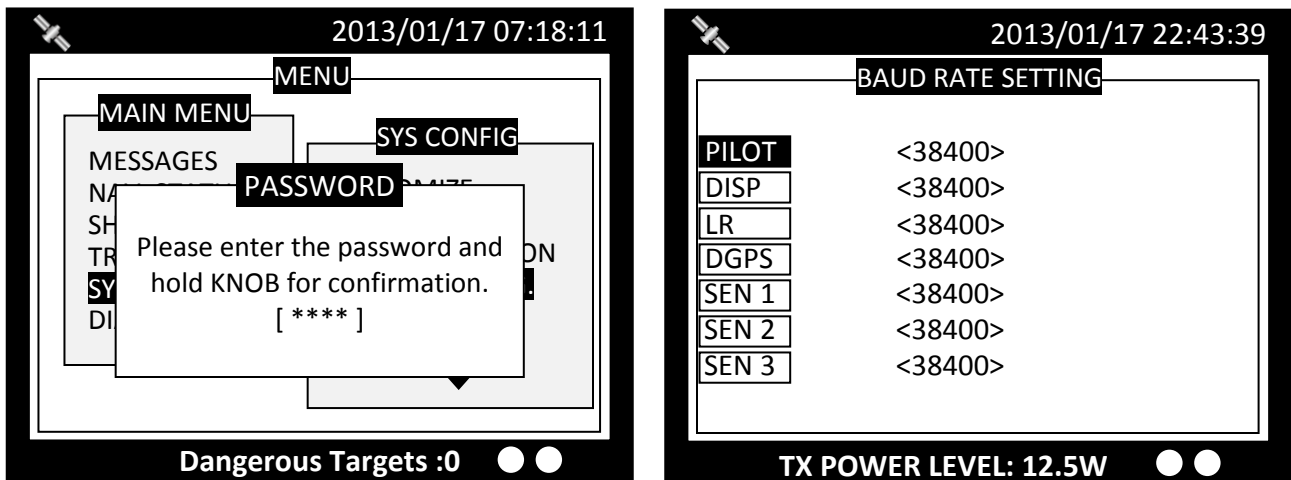 2013/01/17 07:18:11
MENU
MAIN MENU
SYS CONFIG
MESSAGES
PASSWORD
Please enter the password and
hold KNOB for confirmation.
[ **** ]
Dangerous Targets :0
2013/01/17 22:43:39
BAUD RATE SETTING
PILOT <38400>
DISP <38400>
LR <38400>
DGPS <38400>
SEN 1 <38400>
SEN 2 <38400>
SEN 3 <38400>
TX POWER LEVEL: 12.5W